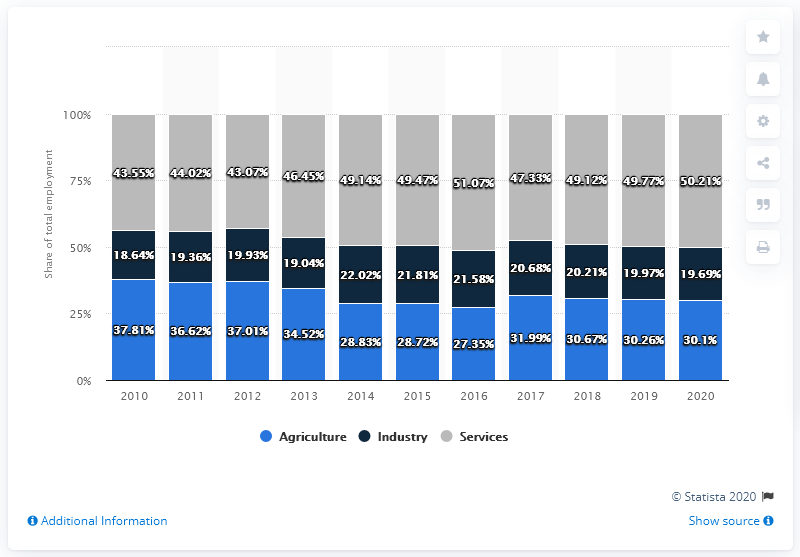 Share of total employment
100%
75%
50%
25%
0%
43.55% 44.02% 43.07% 46.45% 49.14% 49.47% 51.07% 47.33% 49.12% 49.77% 50.21%
18.64% 19.36% 19.93% 19.04% 22.02% 21.81% 21.58% 20.68% 20.21% 19.97% 19.69%
37.81% 36.62% 37.01% 34.52% 28.83% 28.72% 27.35% 31.99% 30.67% 30.26% 30.1%
2010 2011 2012 2013 2014 2015 2016 2017 2018 2019 2020
Agriculture Industry Services
© Statista 2020
Additional Information Show source